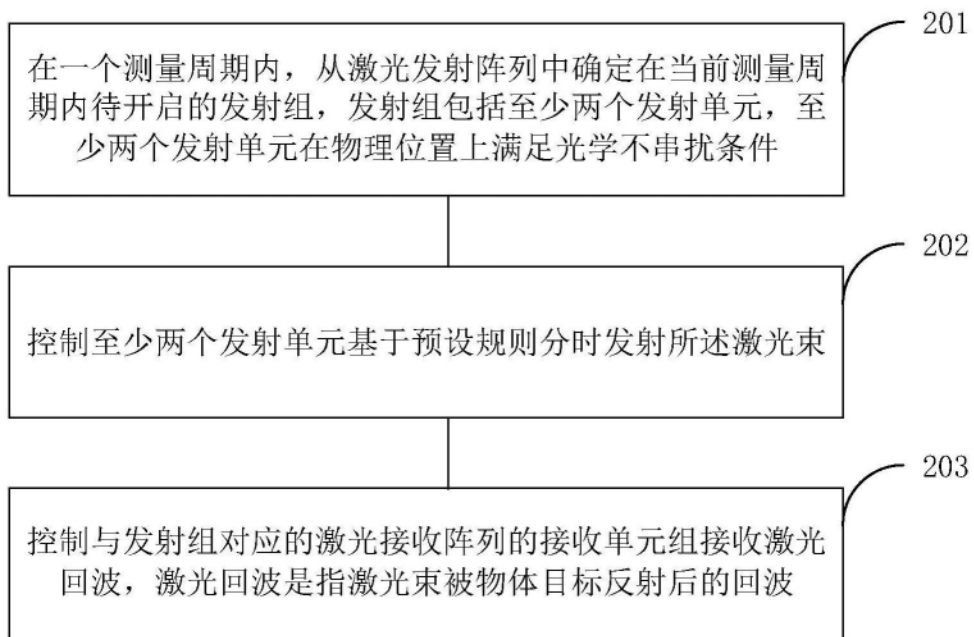 201
在一个测量周期内，从激光发射阵列中确定在当前测量周
期内待开启的发射组，发射组包括至少两个发射单元，至
少两个发射单元在物理位置上满足光学不串扰条件
202
控制至少两个发射单元基于预设规则分时发射所述激光束
203
控制与发射组对应的激光接收阵列的接收单元组接收激光
回波，激光回波是指激光束被物体目标反射后的回波